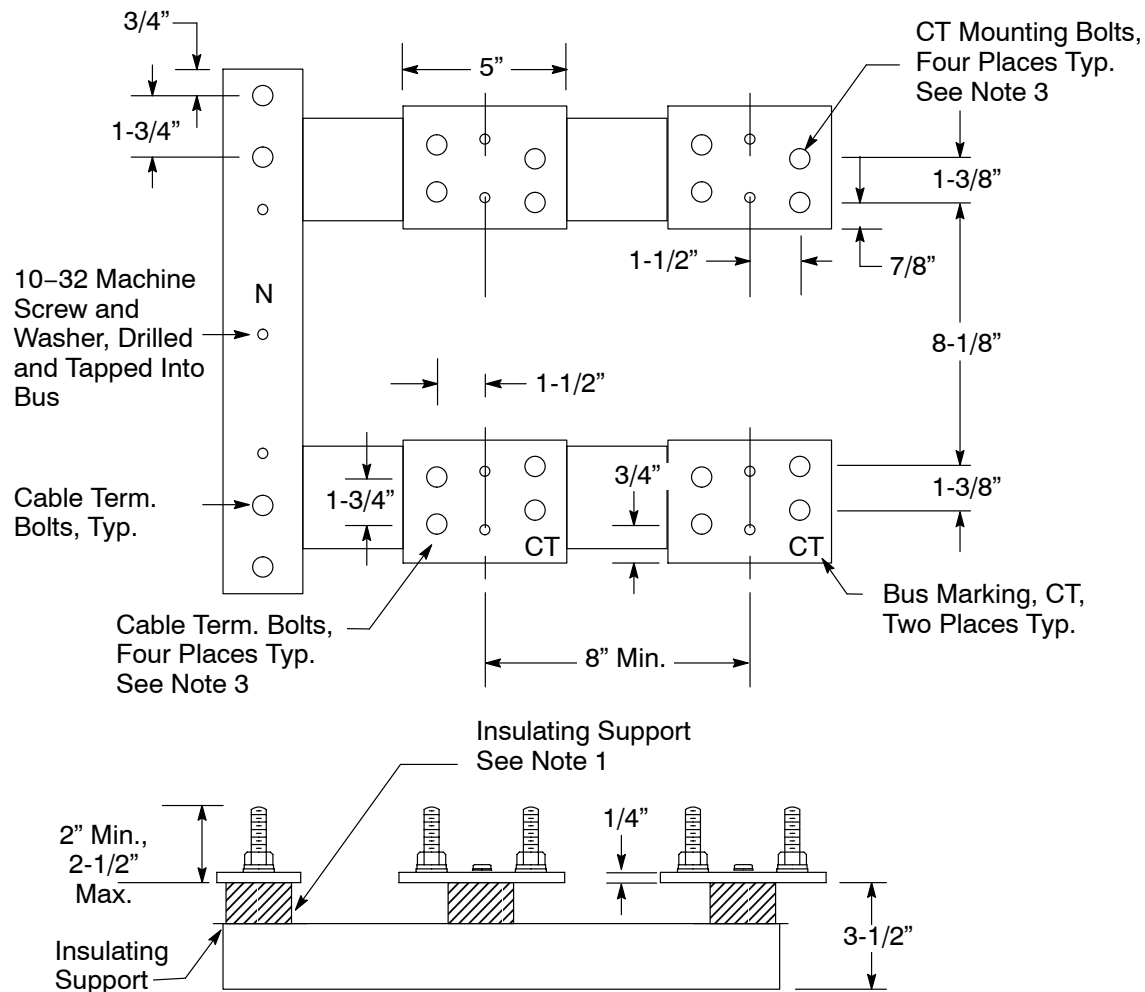 3/4”
5”
CT Mounting Bolts,
Four Places Typ.
See Note 3
1-3/4”
1-3/8”
1-1/2”
7/8”
10–32 Machine
Screw and
Washer, Drilled
and Tapped Into
Bus
N
8-1/8”
1-1/2”
Cable Term.
Bolts, Typ.
1-3/4”
3/4”
1-3/8”
CT
CT
Cable Term. Bolts,
Four Places Typ.
See Note 3
8” Min.
Bus Marking, CT,
Two Places Typ.
Insulating Support
See Note 1
2” Min.,
2-1/2”
Max.
1/4”
3-1/2”
Insulating
Support